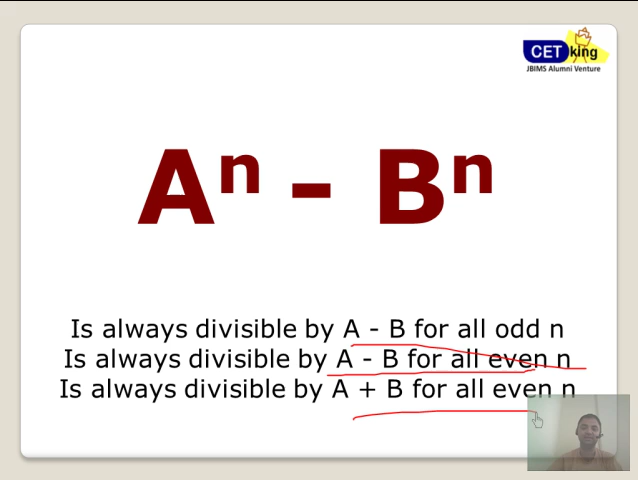 CET king
JBIMS Alumni Venture
Aⁿ - Bⁿ
Is always divisible by A - B for all odd n
Is always divisible by A - B for all even n
Is always divisible by A + B for all even n